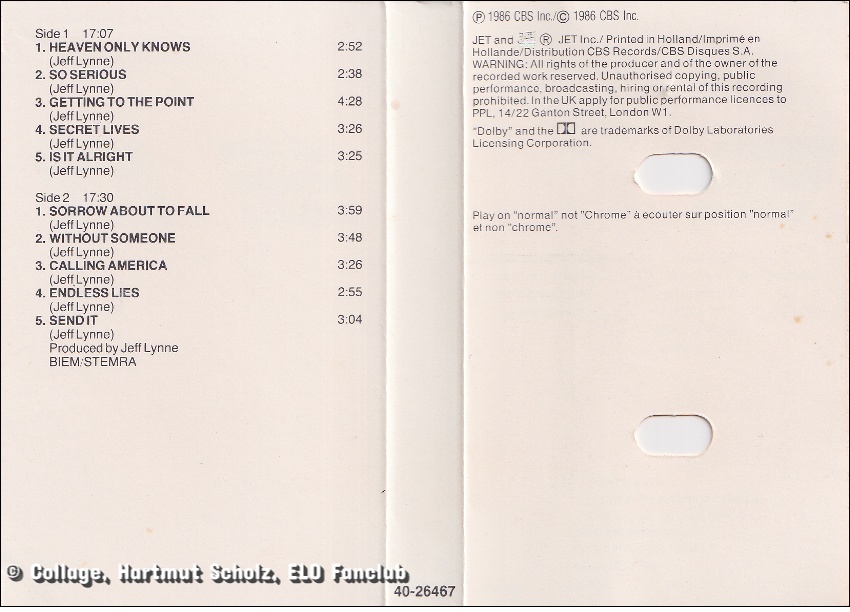 Side 1 17:07
1. HEAVEN ONLY KNOWS 2:52
(Jeff Lynne)
2. SO SERIOUS 2:38
(Jeff Lynne)
3. GETTING TO THE POINT 4:28
(Jeff Lynne)
4. SECRET LIVES 3:26
(Jeff Lynne)
5. IS IT ALRIGHT 3:25
(Jeff Lynne)
Side 2 17:30
1. SORROW ABOUT TO FALL 3:59
(Jeff Lynne)
2. WITHOUT SOMEONE 3:48
(Jeff Lynne)
3. CALLING AMERICA 3:26
(Jeff Lynne)
4. ENDLESS LIES 2:55
(Jeff Lynne)
5. SEND IT 3:04
(Jeff Lynne)
Produced by Jeff Lynne
BIEM/STEMRA
40-26467
Ⓟ 1986 CBS Inc./© 1986 CBS Inc.
JET and ® JET Inc./ Printed in Holland/Imprimé en
Hollande/Distribution CBS Records/CBS Disques S.A.
WARNING: All rights of the producer and of the owner of the
recorded work reserved. Unauthorised copying, public
performance, broadcasting, hiring or rental of this recording
prohibited. In the UK apply for public performance licences to
PPL, 14/22 Ganton Street, London W1.
"Dolby" and the are trademarks of Dolby Laboratories
Licensing Corporation.
Play on "normal" not "Chrome" à ecouter sur position "normal"
et non "chrome".
© Collage, Hartmut Scholz, ELO Fanclub